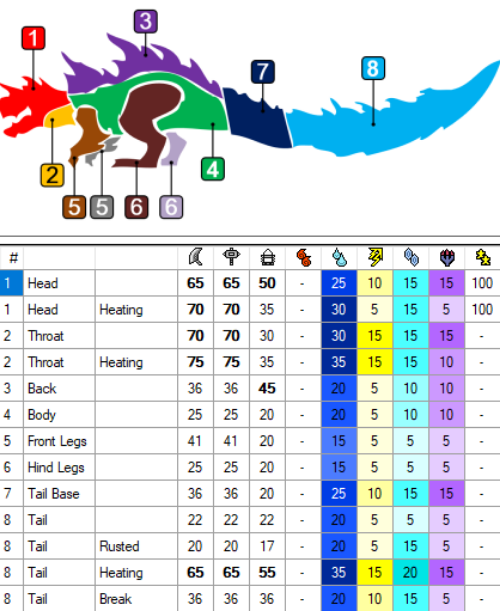 3
1
7
8
2
5
5
6
6
4
#
1 Head 65 65 50 - 25 10 15 15 100
1 Head Heating 70 70 35 - 30 5 15 5 100
2 Throat 70 70 30 - 30 15 15 15 -
2 Throat Heating 75 75 35 - 35 15 15 10 -
3 Back 36 36 45 - 20 5 10 10 -
4 Body 25 25 20 - 20 5 10 10 -
5 Front Legs 41 41 20 - 15 5 5 5 -
6 Hind Legs 25 25 20 - 15 5 5 5 -
7 Tail Base 36 36 20 - 25 10 15 15 -
8 Tail 22 22 22 - 20 5 5 5 -
8 Tail Rusted 20 20 17 - 20 5 15 5 -
8 Tail Heating 65 65 55 - 35 15 20 15 -
8 Tail Break 36 36 36 - 20 10 15 5 -